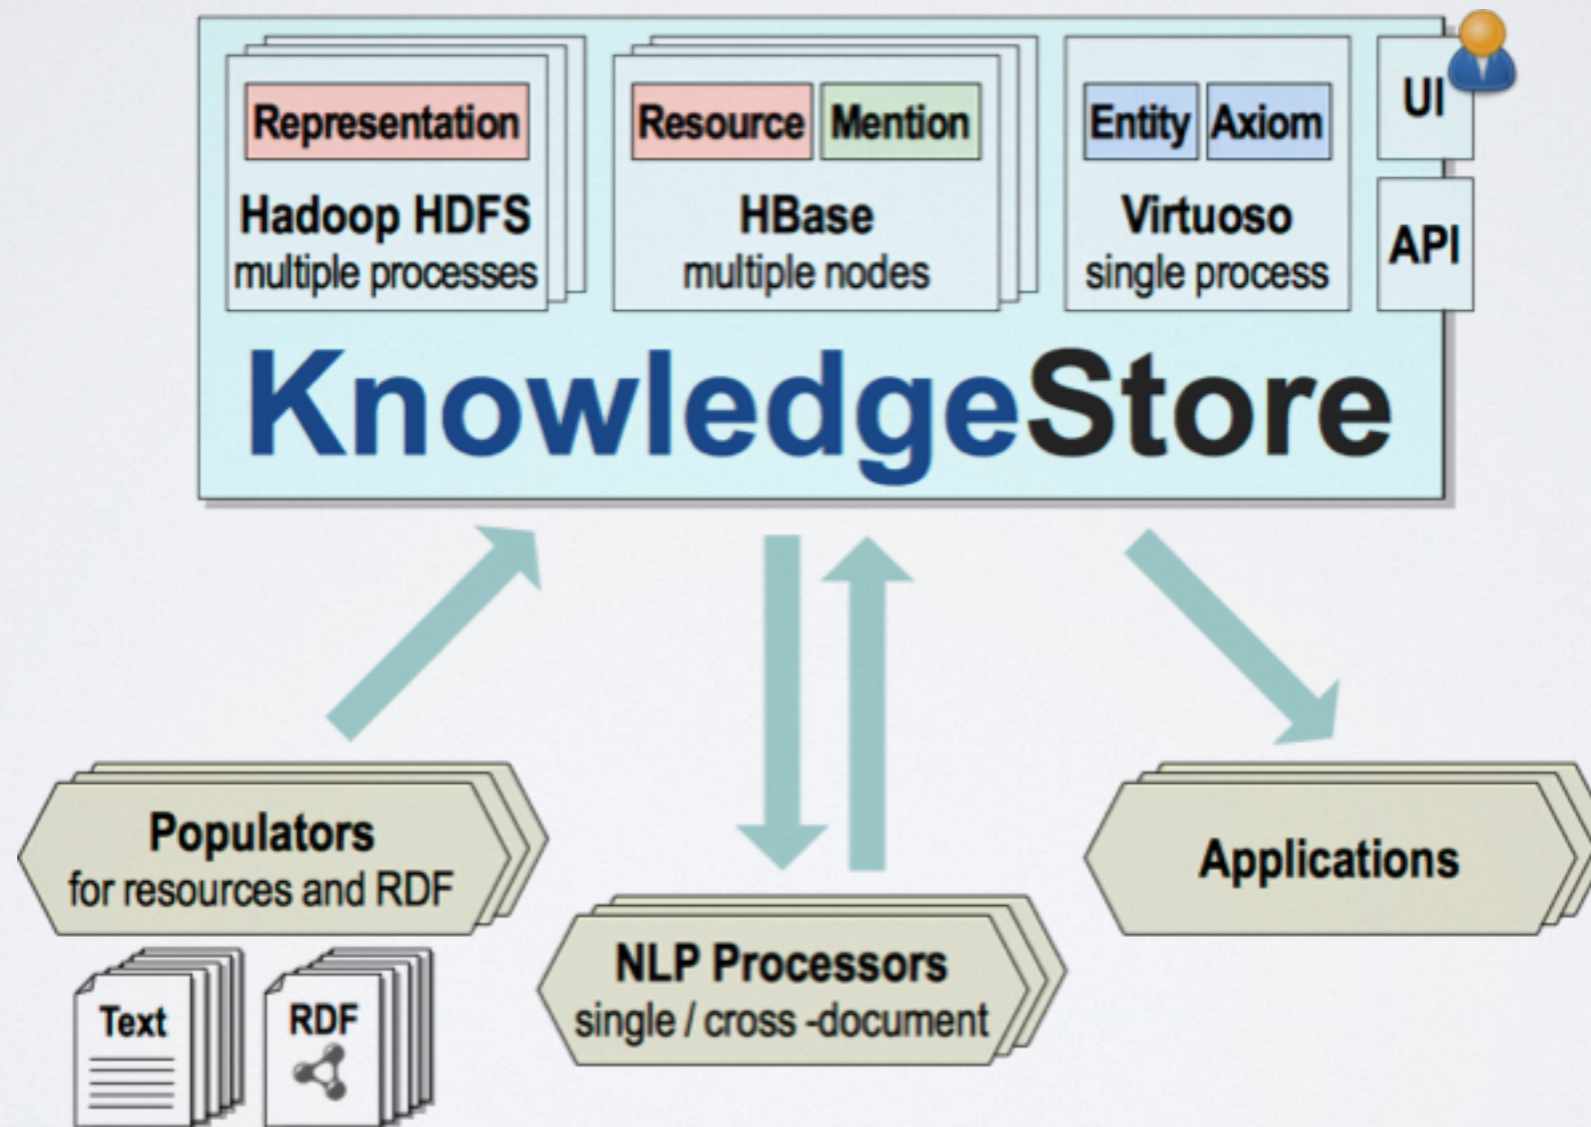 Representation
Hadoop HDFS
multiple processes
Resource Mention
HBase
multiple nodes
Entity Axiom
Virtuoso
single process
UI
API
KnowledgeStore
Populators
for resources and RDF
Text
RDF
NLP Processors
single / cross -document
Applications